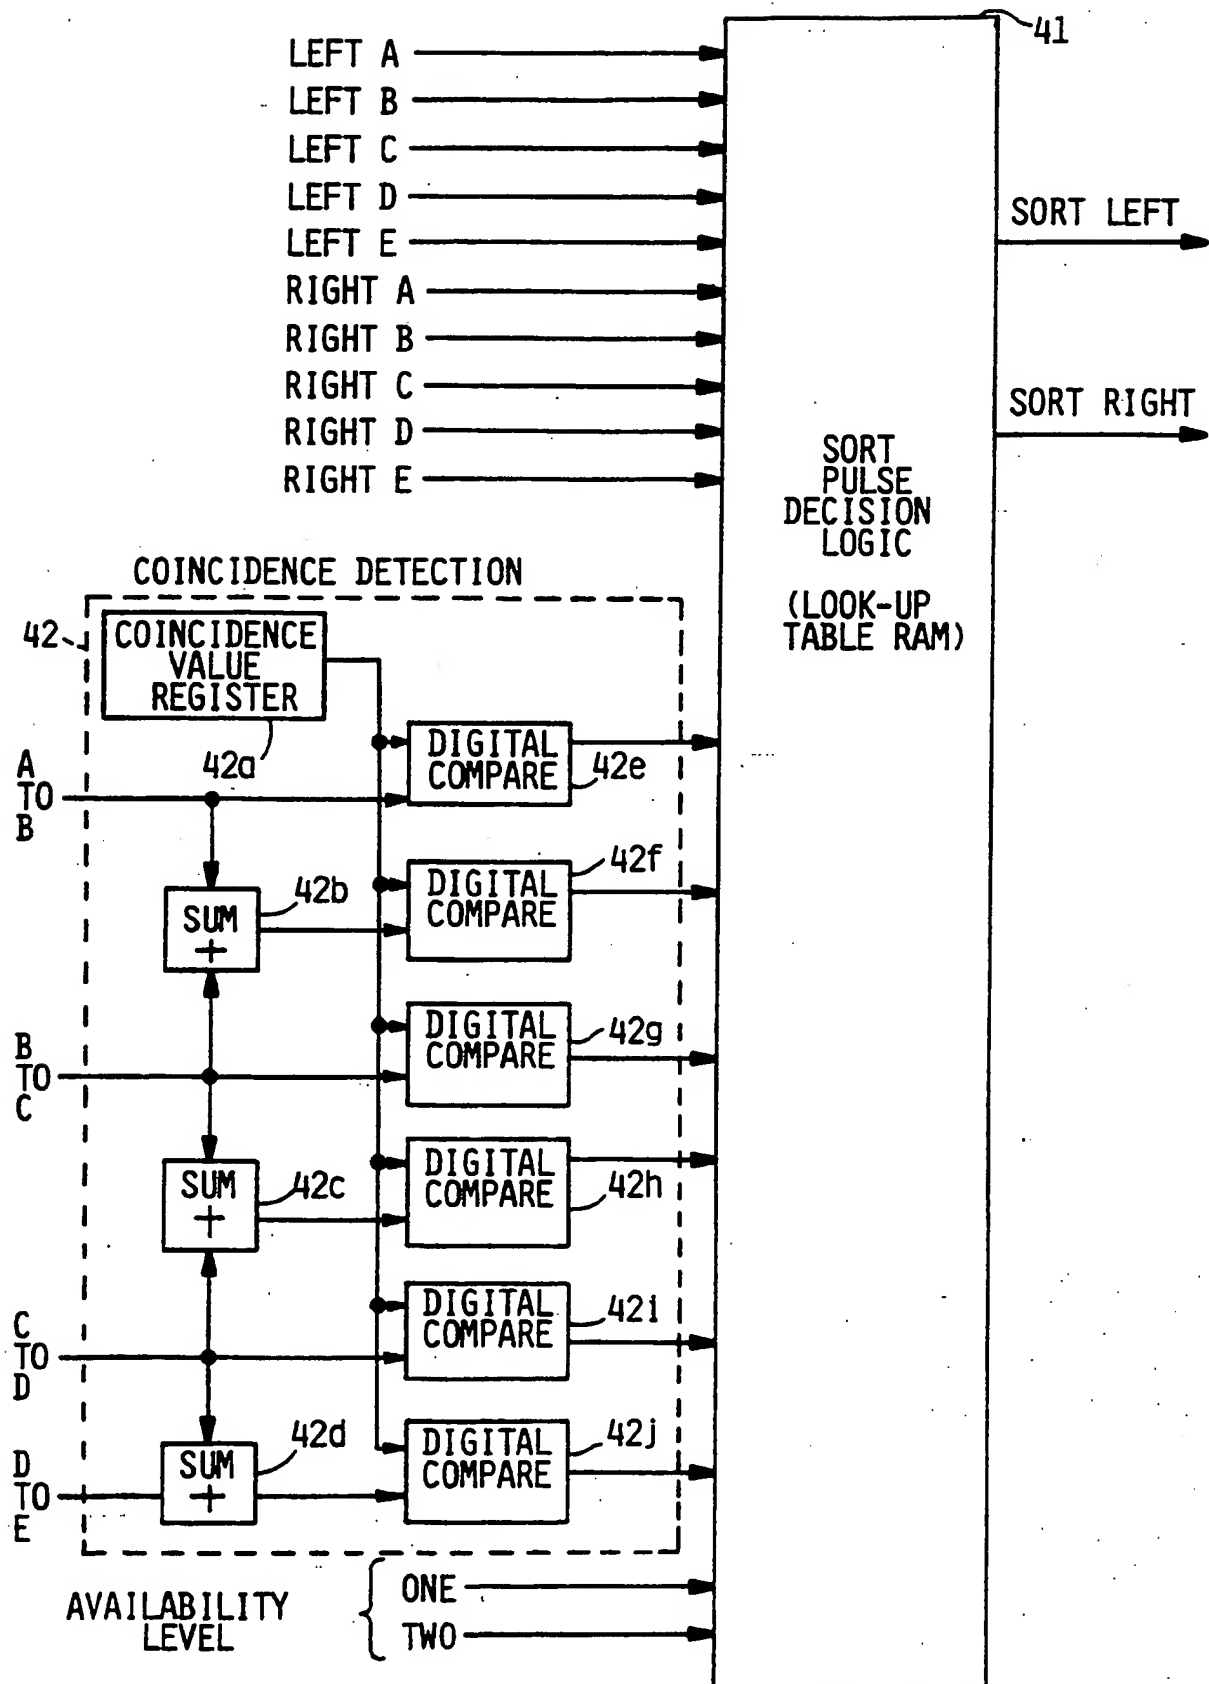 41
LEFT A
LEFT B
LEFT C
LEFT D
LEFT E
RIGHT A
RIGHT B
RIGHT C
RIGHT D
RIGHT E
SORT LEFT
SORT RIGHT
SORT
PULSE
DECISION
LOGIC
(LOOK-UP
TABLE RAM)
COINCIDENCE DETECTION
42
COINCIDENCE
VALUE
REGISTER
42a
A
TO
B
DIGITAL
COMPARE
42e
SUM
+
42b
DIGITAL
COMPARE
42f
B
TO
C
DIGITAL
COMPARE
42g
SUM
+
42c
DIGITAL
COMPARE
42h
C
TO
D
DIGITAL
COMPARE
42i
D
TO
E
SUM
+
42d
DIGITAL
COMPARE
42j
AVAILABILITY
LEVEL
ONE
TWO